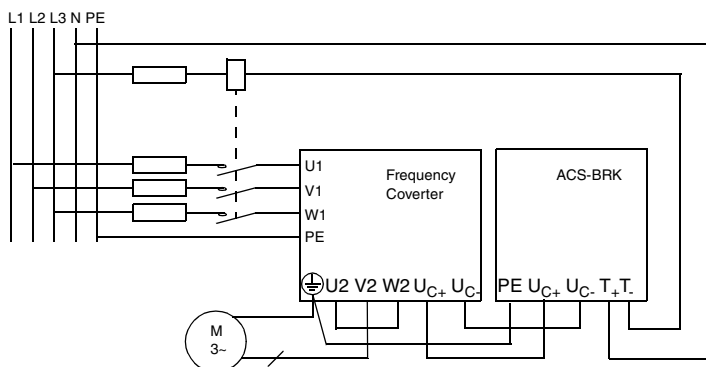 L1 L2 L3 N PE
U1
Frequency
Coverter
ACS-BRK
V1
W1
PE
U2 V2 W2 UC+ UC-
PE UC+ UC- T+T-
M
3~